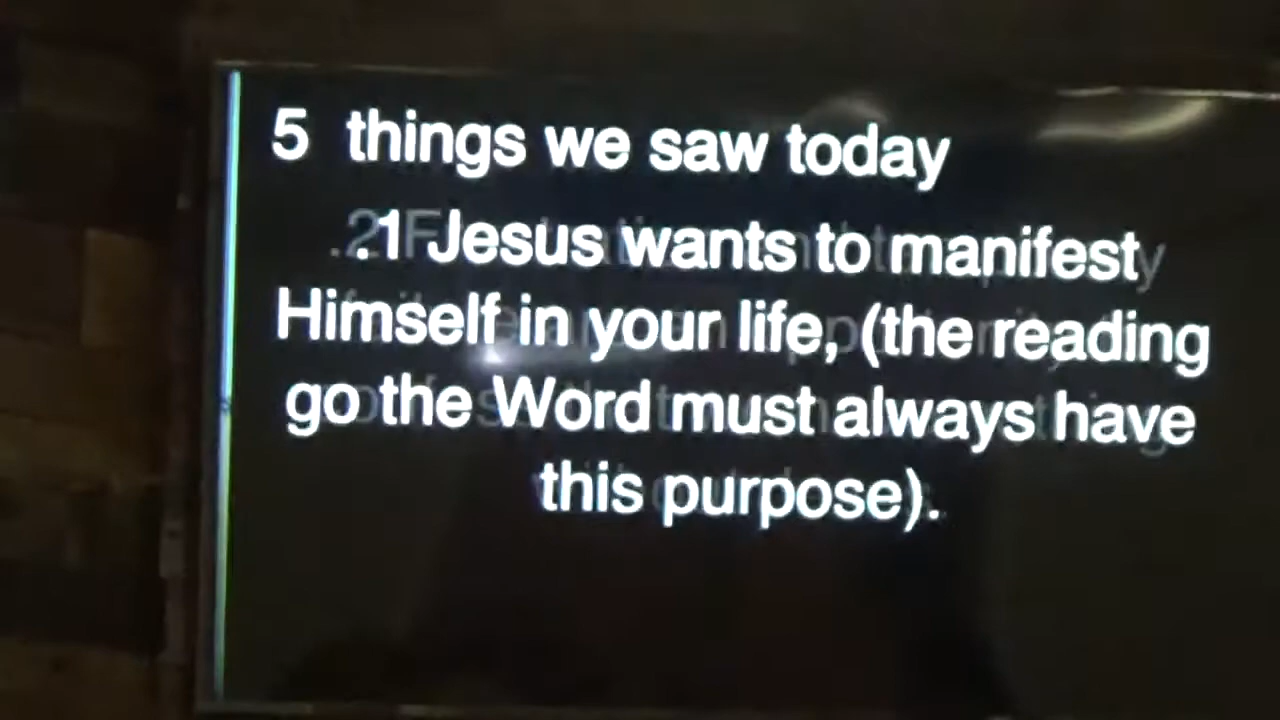 5 things we saw today
.1 Jesus wants to manifest
Himself in your life, (the reading
go the Word must always have
this purpose).